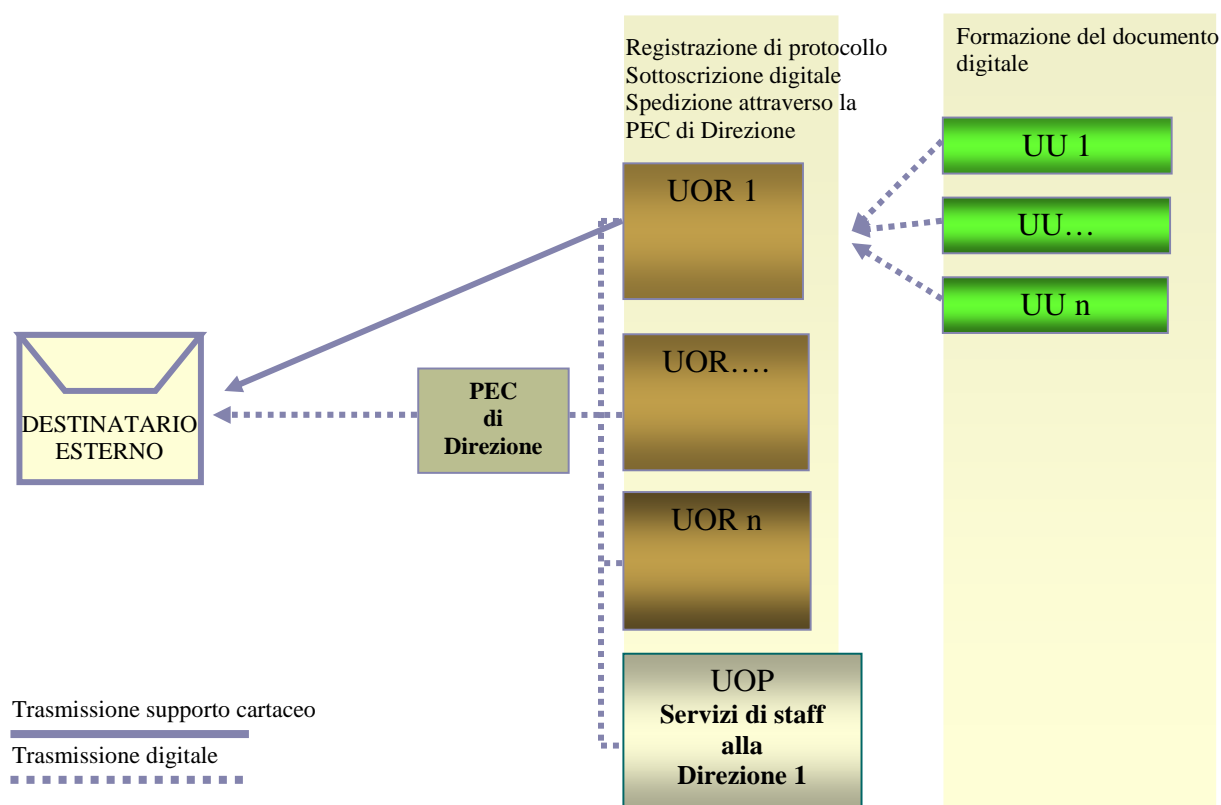 Registrazione di protocollo
Sottoscrizione digitale
Spedizione attraverso la
PEC di Direzione
Formazione del documento
digitale
UU 1
UU…
UU n
UOR 1
UOR….
UOR n
PEC
di
Direzione
DESTINATARIO
ESTERNO
UOP
Servizi di staff
alla
Direzione 1
Trasmissione supporto cartaceo
Trasmissione digitale